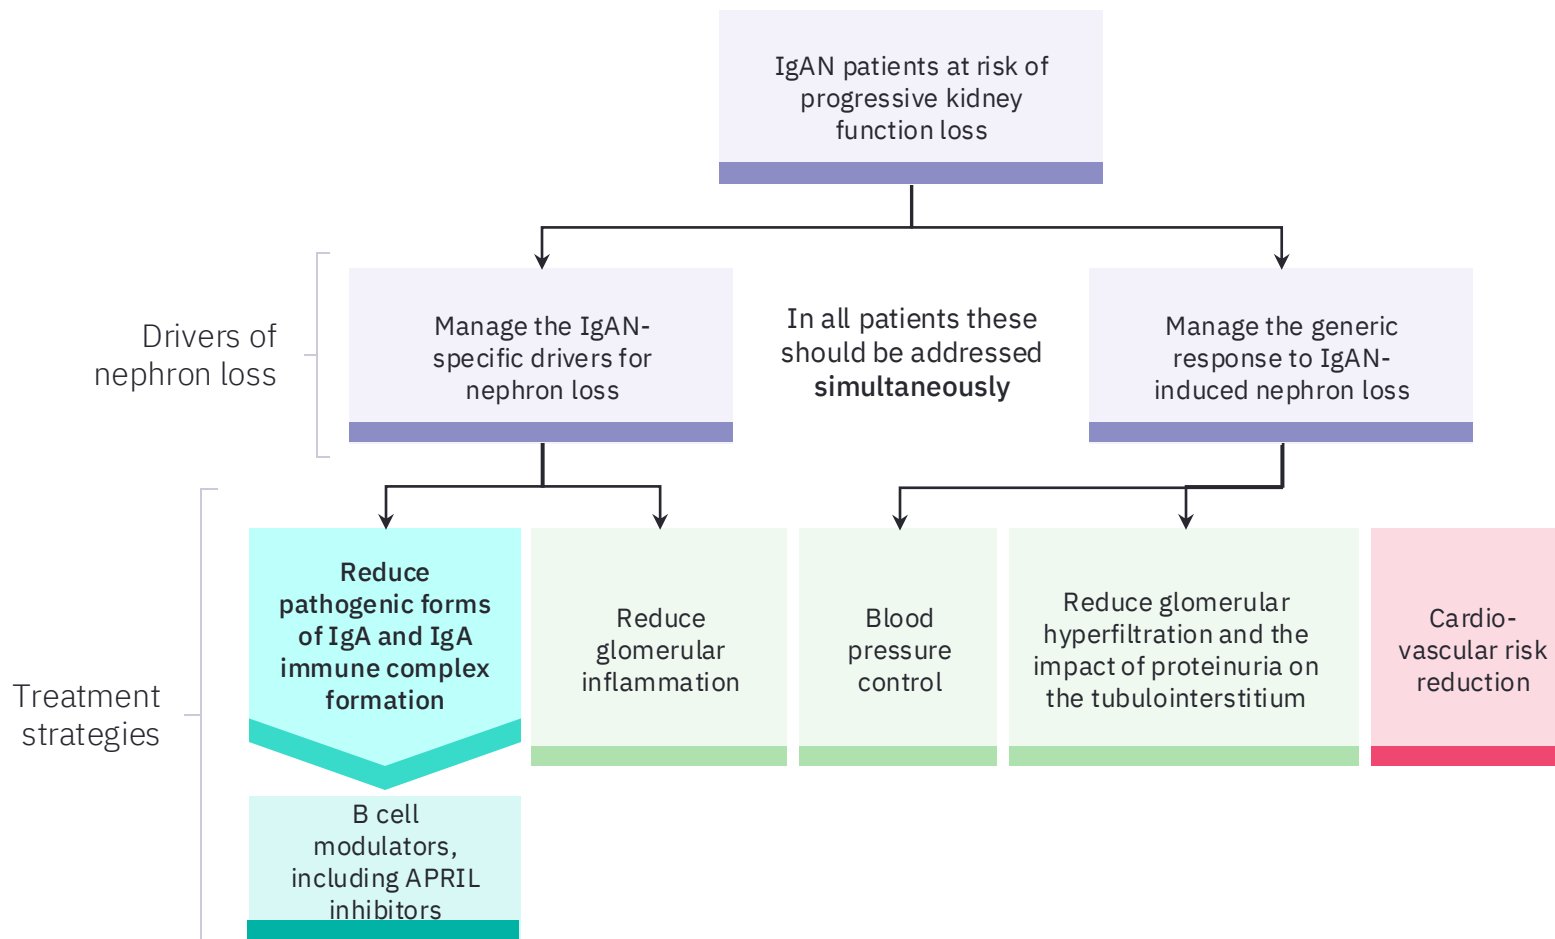 IgAN patients at risk of
progressive kidney
function loss
Drivers of
nephron loss
Manage the IgAN-
specific drivers for
nephron loss
In all patients these
should be addressed
simultaneously
Manage the generic
response to IgAN-
induced nephron loss
Treatment
strategies
Reduce
pathogenic forms
of IgA and IgA
immune complex
formation
Reduce
glomerular
inflammation
Blood
pressure
control
Reduce glomerular
hyperfiltration and the
impact of proteinuria on
the tubulointerstitium
Cardio-
vascular risk
reduction
B cell
modulators,
including APRIL
inhibitors